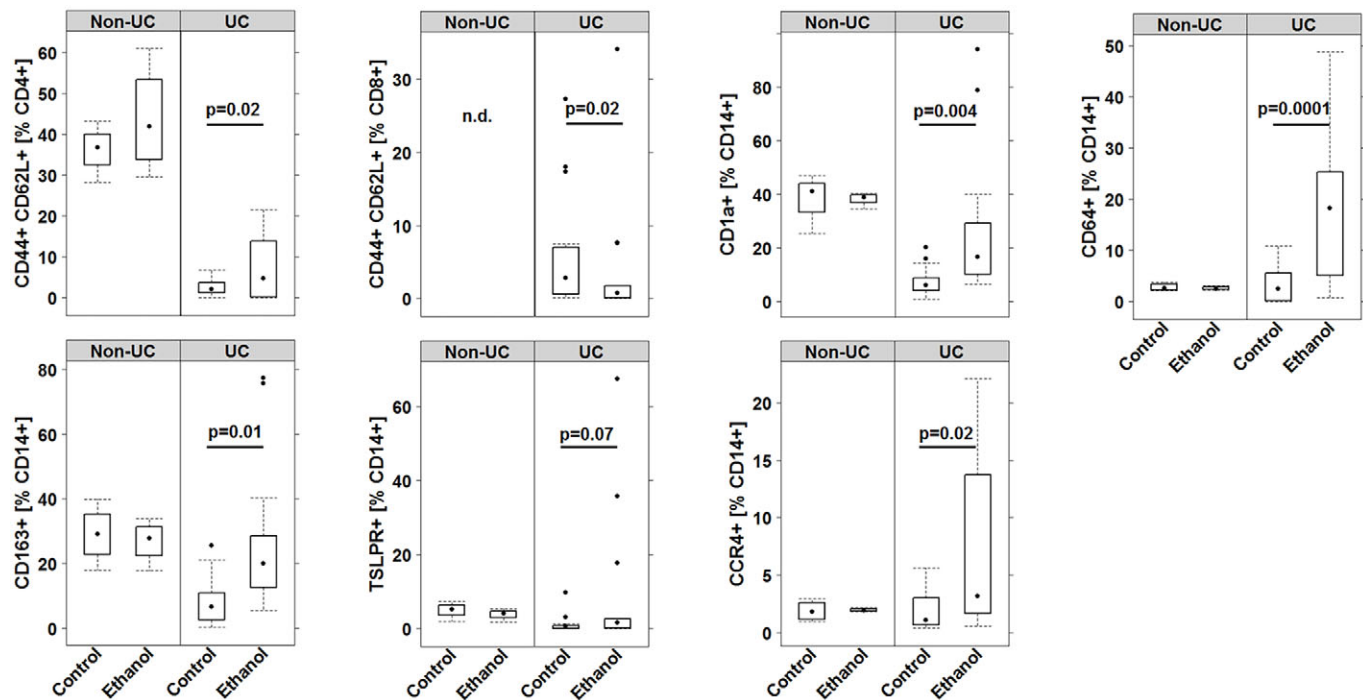 Non-UC UC
CD44+ CD62L+ [% CD4+]
60
50
40
30
20
10
0
p=0.02
Non-UC UC
CD44+ CD62L+ [% CD8+]
30
20
10
0
n.d.
p=0.02
Non-UC UC
CD1a+ [% CD14+]
80
60
40
20
0
p=0.004
Non-UC UC
CD64+ [% CD14+]
50
40
30
20
10
0
p=0.0001
Control Ethanol Control Ethanol
Non-UC UC
CD163+ [% CD14+]
80
60
40
20
0
p=0.01
Control Ethanol Control Ethanol
Non-UC UC
TSLPR+ [% CD14+]
60
40
20
0
p=0.07
Control Ethanol Control Ethanol
Non-UC UC
CCR4+ [% CD14+]
20
15
10
5
0
p=0.02
Control Ethanol Control Ethanol